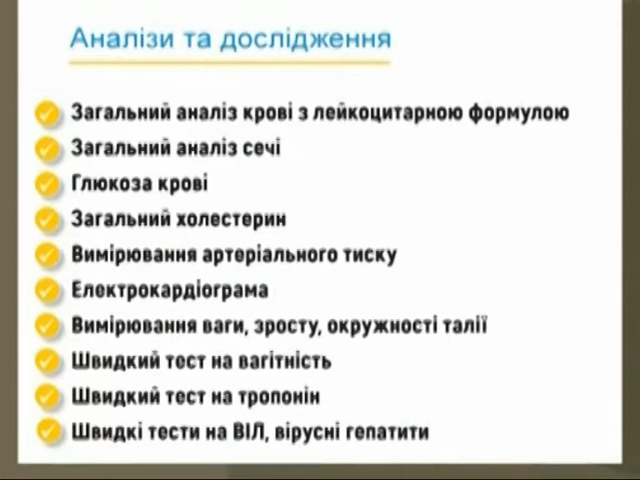 Аналізи та дослідження
Загальний аналіз крові з лейкоцитарною формулою
Загальний аналіз сечі
Глюкоза крові
Загальний холестерин
Вимірювання артеріального тиску
Електрокардіограма
Вимірювання ваги, зросту, окружності талії
Швидкий тест на вагітність
Швидкий тест на тропонін
Швидкі тести на ВІЛ, вірусні гепатити